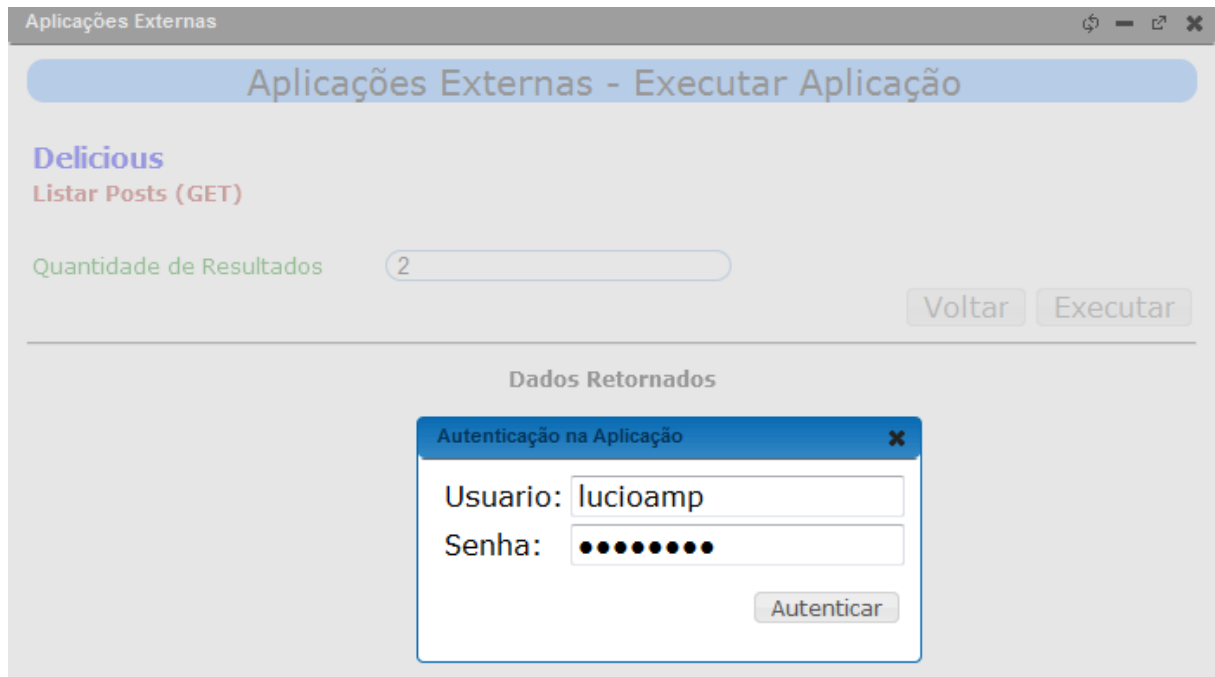 Aplicações Externas
Aplicações Externas - Executar Aplicação
Delicious
Listar Posts (GET)
Quantidade de Resultados 2
Voltar Executar
Dados Retornados
Autenticação na Aplicação
Usuario: lucioamp
Senha: ●●●●●●●●
Autenticar